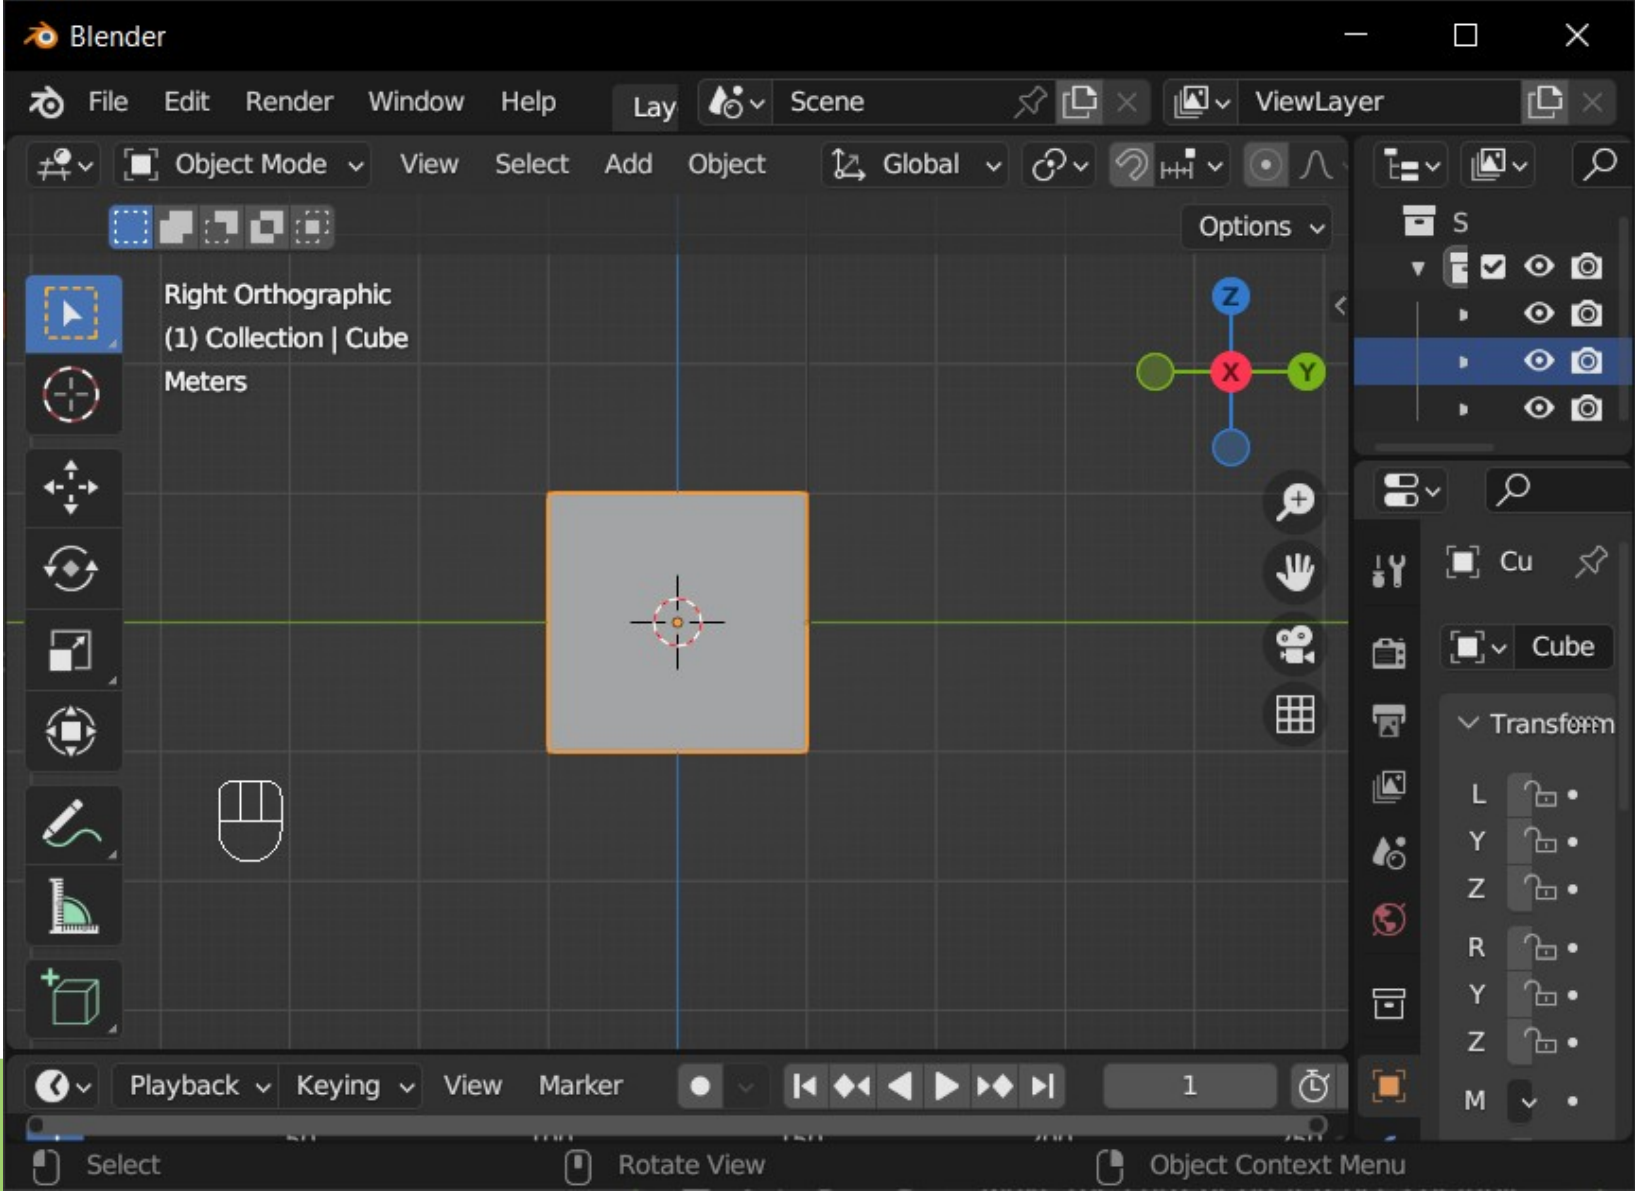 Blender
File Edit Render Window Help Lay Scene ViewLayer
Object Mode View Select Add Object Global
Options
S
Right Orthographic
(1) Collection | Cube
Meters
Z
X Y
Cu
Cube
Transform
L
Y
Z
R
Y
Z
M
Playback Keying View Marker 1
Select Rotate View Object Context Menu